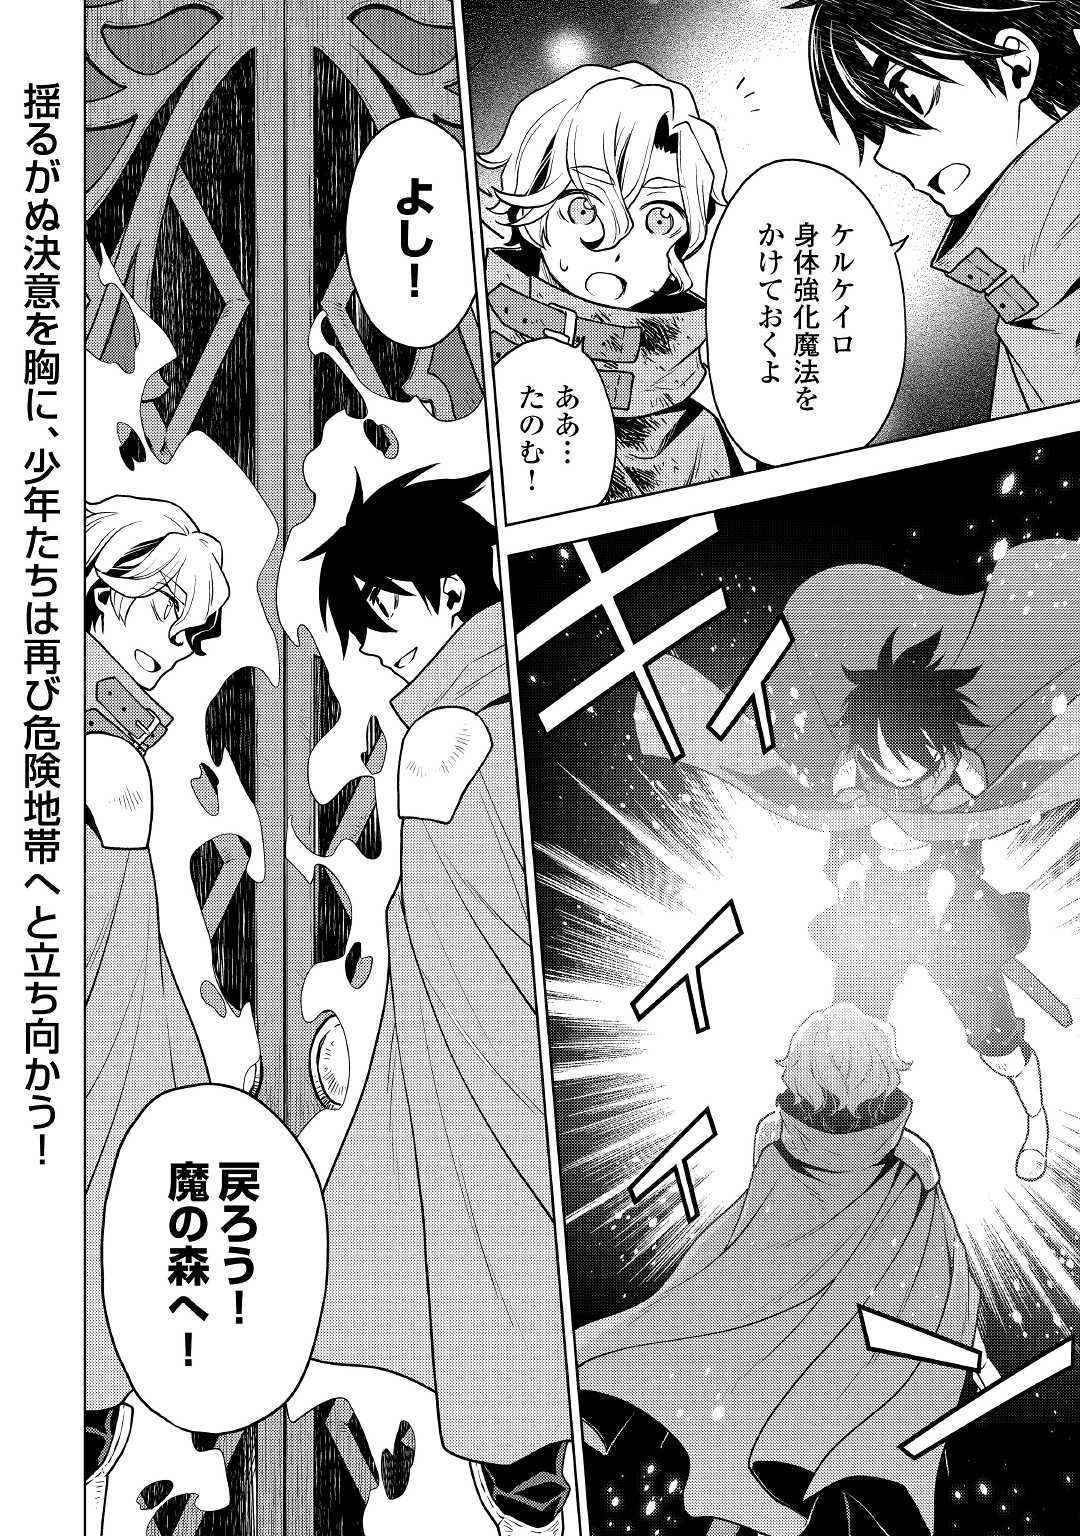 ケルケイロ
身体強化魔法を
かけておくよ
ああ…
たのむ！
キィィン
よし！
戻ろう！
魔の森へ！
揺るがぬ決意を胸に、少年たちは再び危険地帯へと立ち向かう！